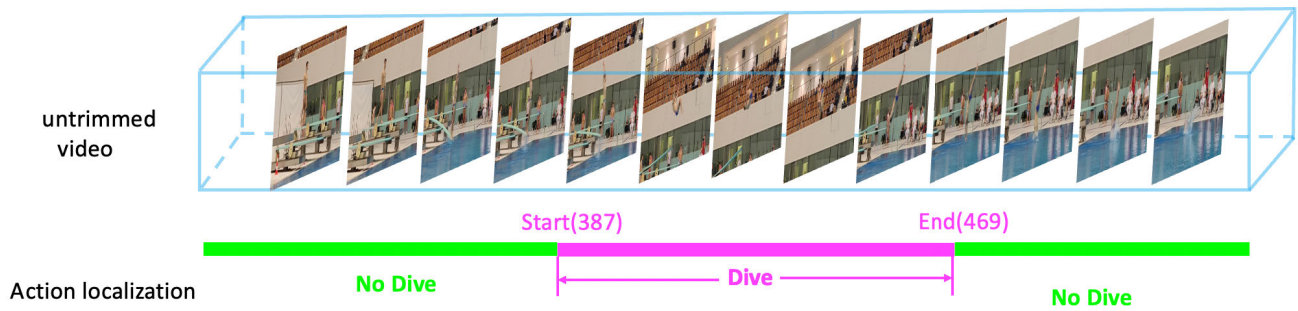 untrimmed
video
Start(387)
End(469)
No Dive
Dive
No Dive
Action localization